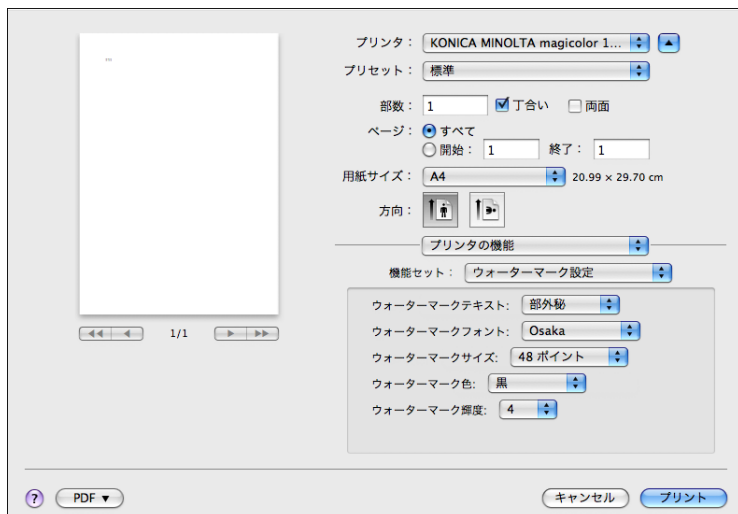 プリンタ： KONICA MINOLTA magicolor 1...
プリセット： 標準
部数： 1 丁合い 両面
ページ： すべて
開始： 1 終了： 1
用紙サイズ： A4 20.99 × 29.70 cm
方向：
プリンタの機能
機能セット： ウォーターマーク設定
ウォーターマークテキスト: 部外秘
ウォーターマークフォント: Osaka
ウォーターマークサイズ: 48 ポイント
ウォーターマーク色: 黒
ウォーターマーク輝度: 4
1/1
? PDF ▼ キャンセル プリント